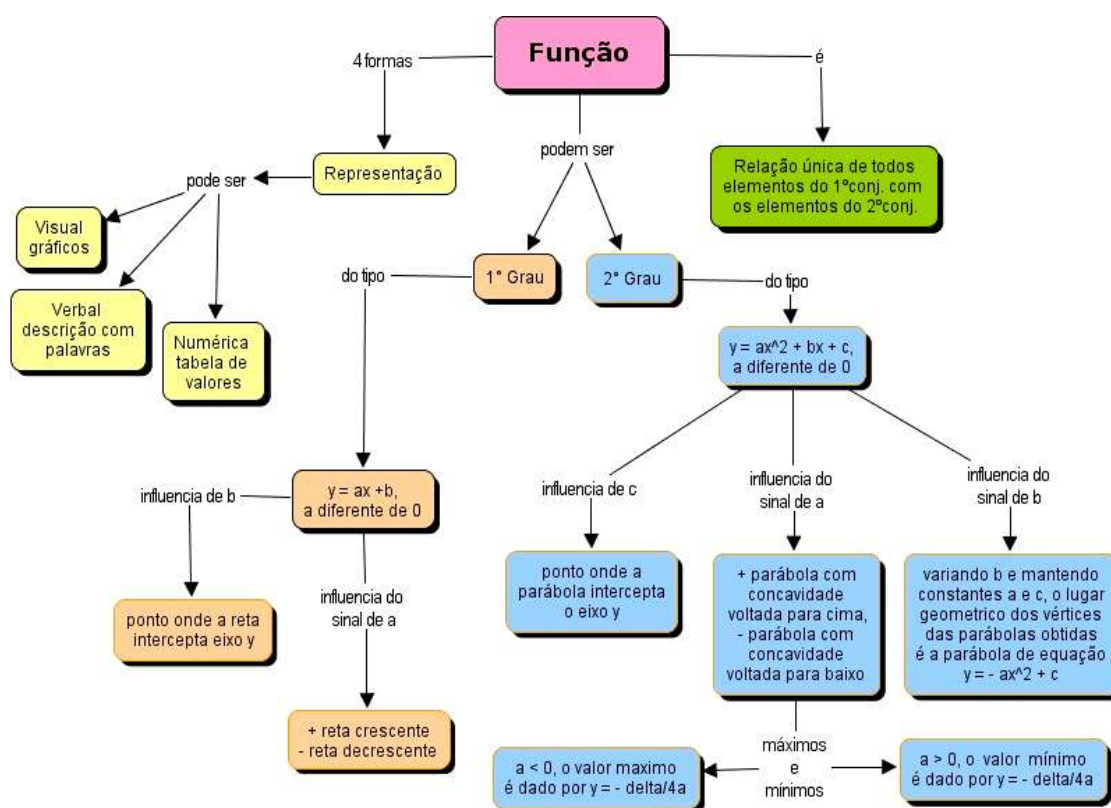 Função
4 formas
é
podem ser
Representação
pode ser
Relação única de todos
elementos do 1ºconj. com
os elementos do 2ºconj.
Visual
gráficos
Verbal
descrição com
palavras
Numérica
tabela de
valores
1° Grau
2° Grau
do tipo
do tipo
y = ax^2 + bx + c,
a diferente de 0
y = ax +b,
a diferente de 0
influencia de b
influencia do
sinal de a
ponto onde a reta
intercepta eixo y
+ reta crescente
- reta decrescente
influencia de c
influencia do
sinal de a
influencia do
sinal de b
ponto onde a
parábola intercepta
o eixo y
+ parábola com
concavidade
voltada para cima,
- parábola com
concavidade
voltada para baixo
variando b e mantendo
constantes a e c, o lugar
geometrico dos vértices
das parábolas obtidas
é a parábola de equação
y = - ax^2 + c
máximos
e
mínimos
a < 0, o valor maximo
é dado por y = - delta/4a
a > 0, o valor mínimo
é dado por y = - delta/4a